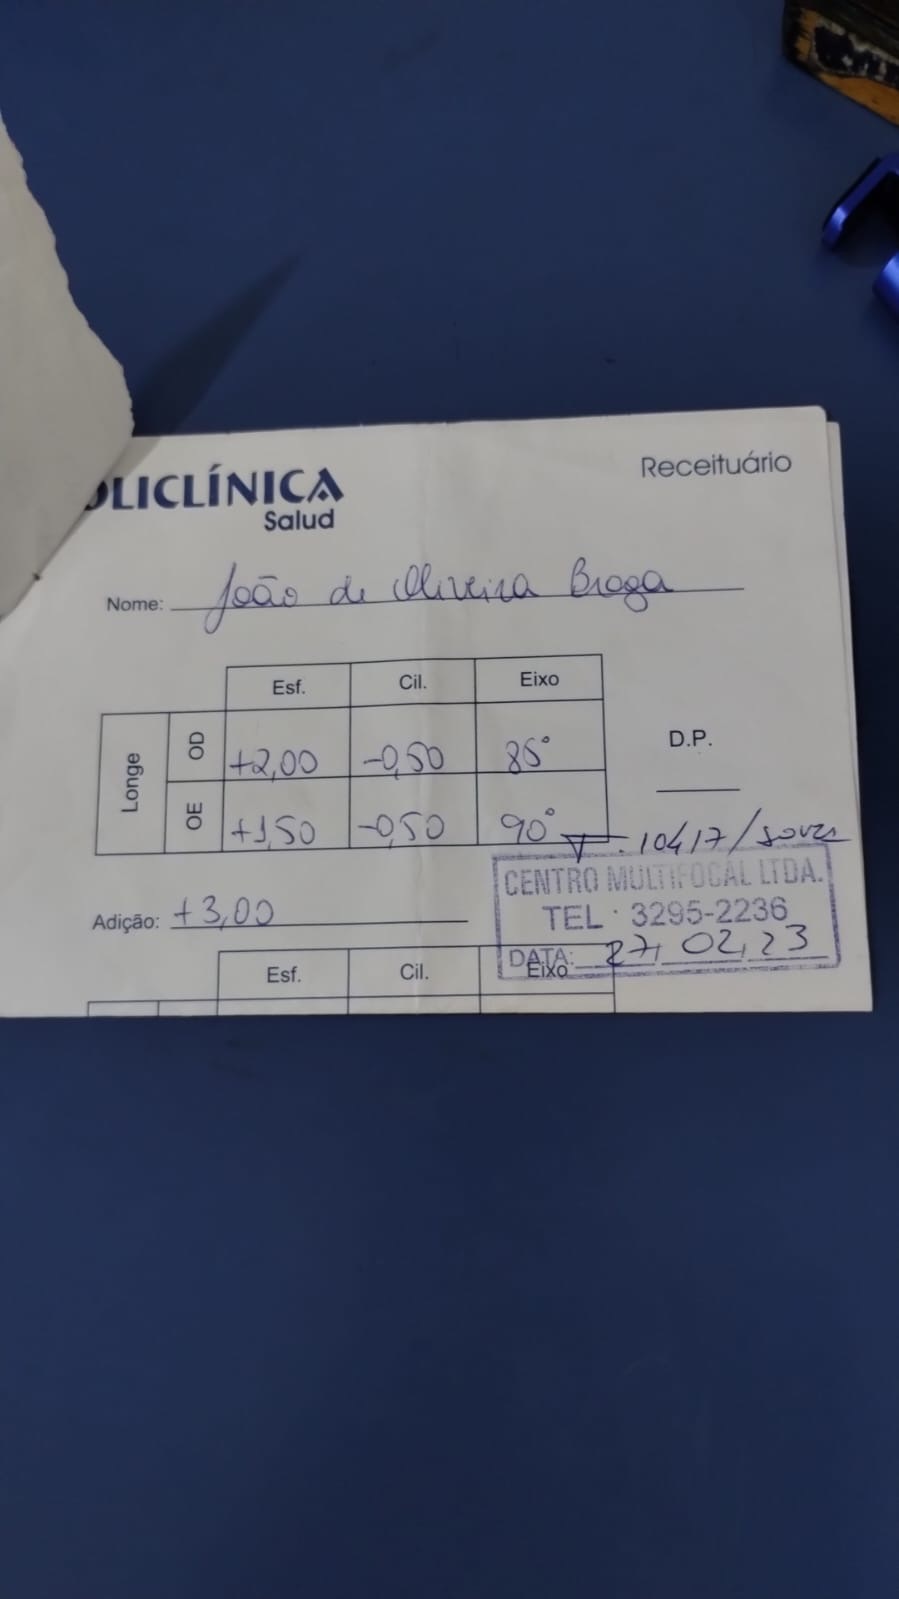 OLICLÍNICA
Salud
Receituário
Nome: João de Oliveira Braga
Esf. Cil. Eixo
Longe
OD +2,00 -0,50 85°
OE +1,50 -0,50 90°
D.P.
10417/
CENTRO MULTIFOCAL LTDA.
TEL: 3295-2236
DATA: 27, 02, 23
Adição: +3,00
Esf. Cil. Eixo